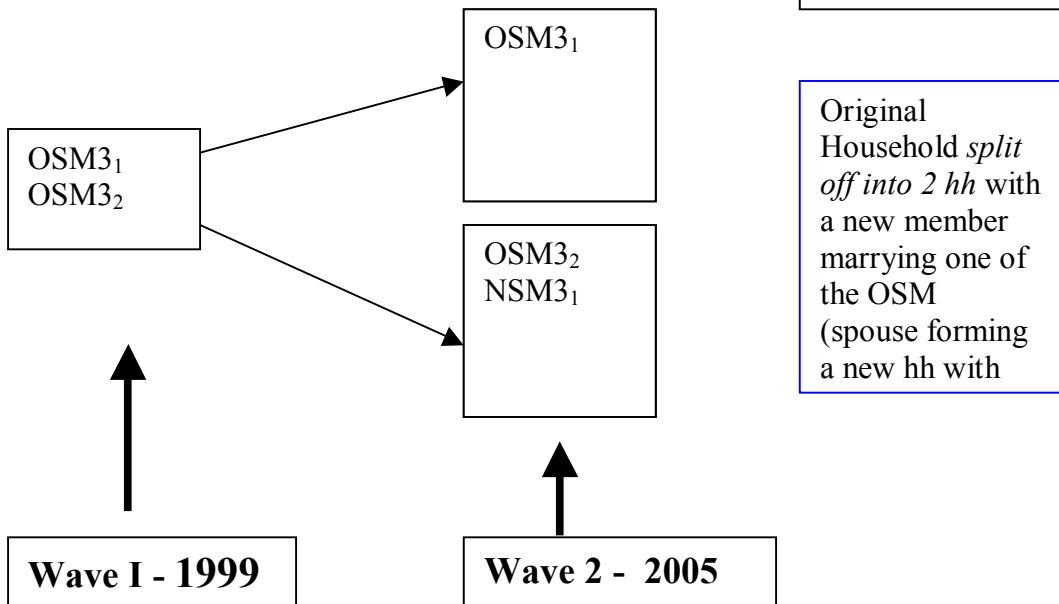 OSM3₁
OSM3₁
OSM3₂
OSM3₂
NSM3₁
Original
Household split
off into 2 hh with
a new member
marrying one of
the OSM
(spouse forming
a new hh with
Wave I - 1999
Wave 2 - 2005